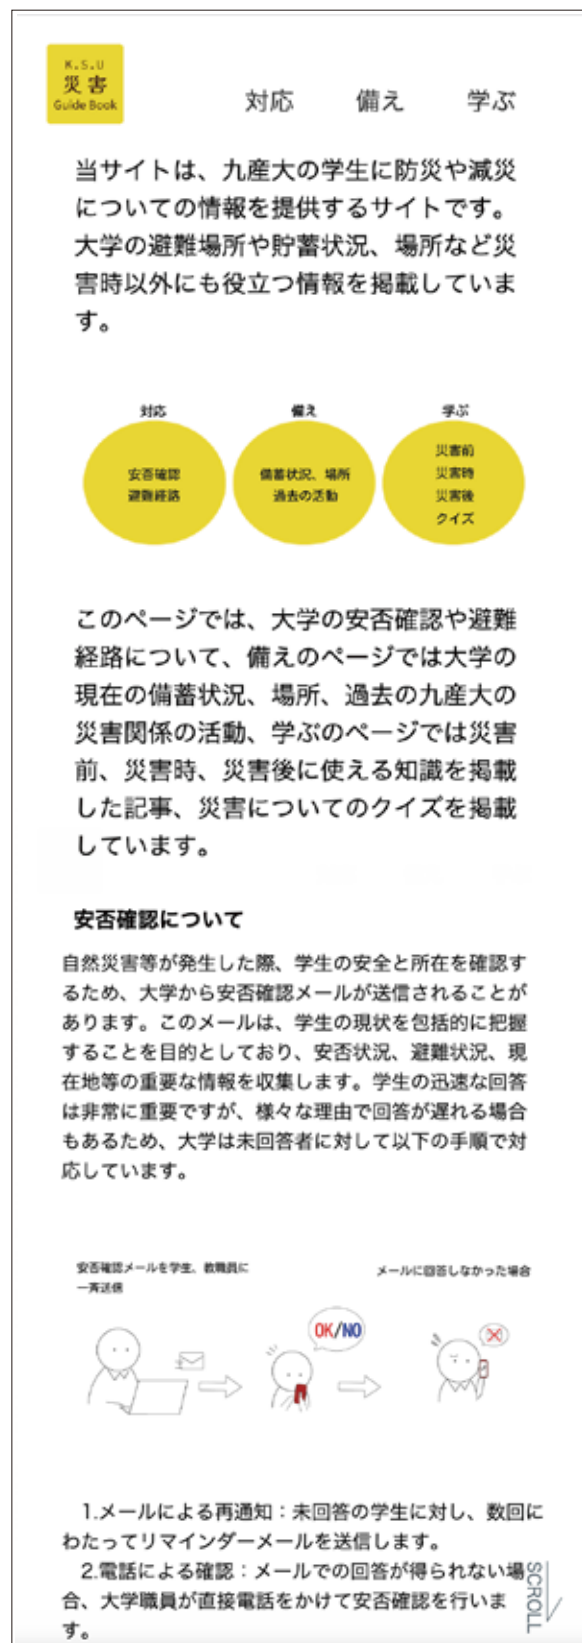 K.S.U
災害
Guide Book
対応 備え 学ぶ
当サイトは、九産大の学生に防災や減災
についての情報を提供するサイトです。
大学の避難場所や貯蓄状況、場所など災
害時以外にも役立つ情報を掲載していま
す。
対応 備え 学ぶ
安否確認
避難経路
備蓄状況、場所
過去の活動
災害前
災害時
災害後
クイズ
このページでは、大学の安否確認や避難
経路について、備えのページでは大学の
現在の備蓄状況、場所、過去の九産大の
災害関係の活動、学ぶのページでは災害
前、災害時、災害後に使える知識を掲載
した記事、災害についてのクイズを掲載
しています。
安否確認について
自然災害等が発生した際、学生の安全と所在を確認す
るため、大学から安否確認メールが送信されることが
あります。このメールは、学生の現状を包括的に把握
することを目的としており、安否状況、避難状況、現
在地等の重要な情報を収集します。学生の迅速な回答
は非常に重要ですが、様々な理由で回答が遅れる場合
もあるため、大学は未回答者に対して以下の手順で対
応しています。
安否確認メールを学生、教職員に
一斉送信
メールに回答しなかった場合
OK/NO
1.メールによる再通知：未回答の学生に対し、数回に
わたってリマインダーメールを送信します。
2.電話による確認：メールでの回答が得られない場
合、大学職員が直接電話をかけて安否確認を行いま
す。
SCROLL